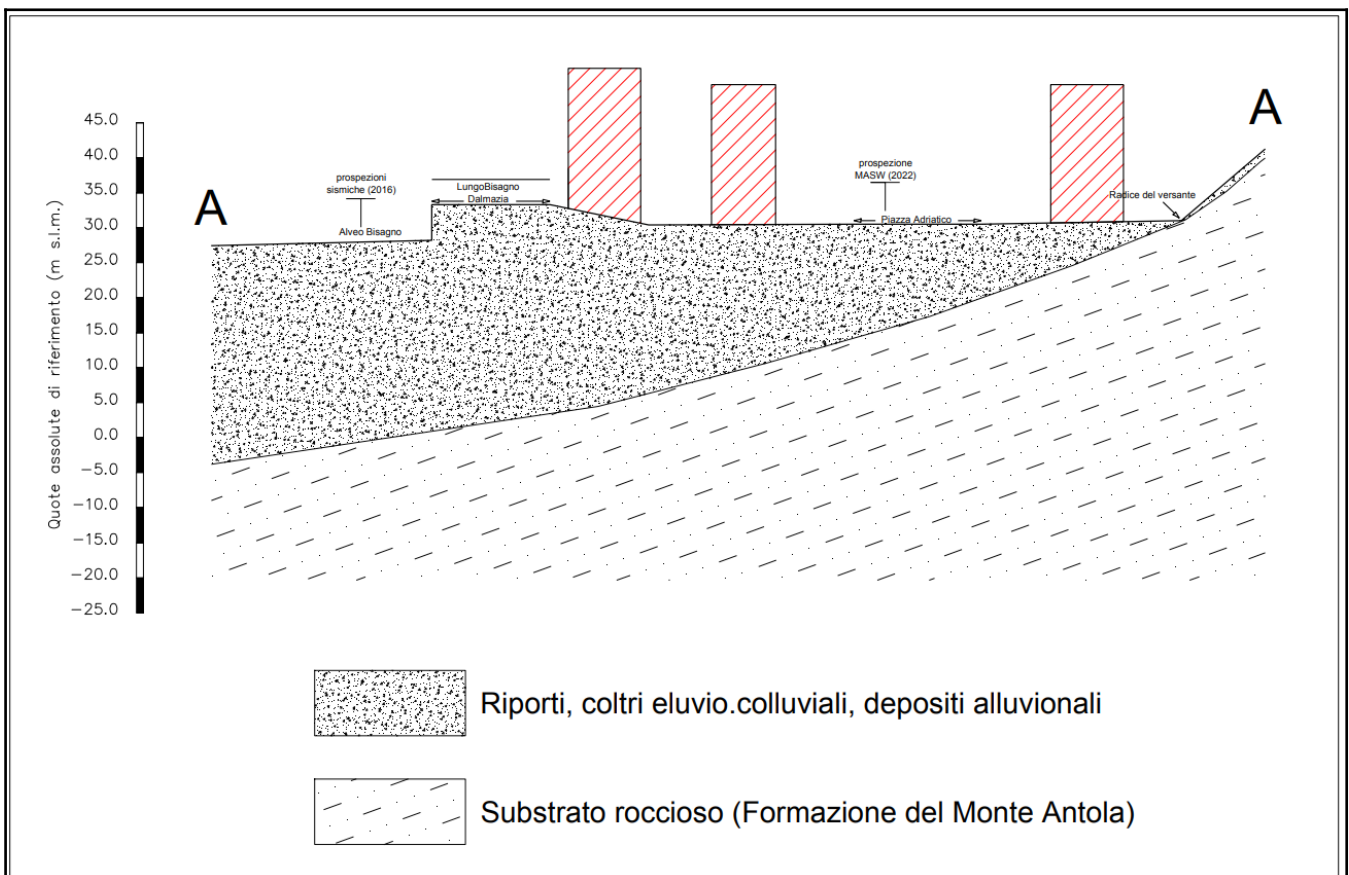 A
A
45.0
40.0
35.0
30.0
25.0
20.0
15.0
10.0
5.0
0.0
−5.0
−10.0
−15.0
−20.0
−25.0
Quote assolute di riferimento (m s.l.m.)
prospezioni
sismiche (2016)
Alveo Bisagno
LungoBisagno
Dalmazia
prospezione
MASW (2022)
Piazza Adriatico
Radice del versante
Riporti, coltri eluvio.colluviali, depositi alluvionali
Substrato roccioso (Formazione del Monte Antola)